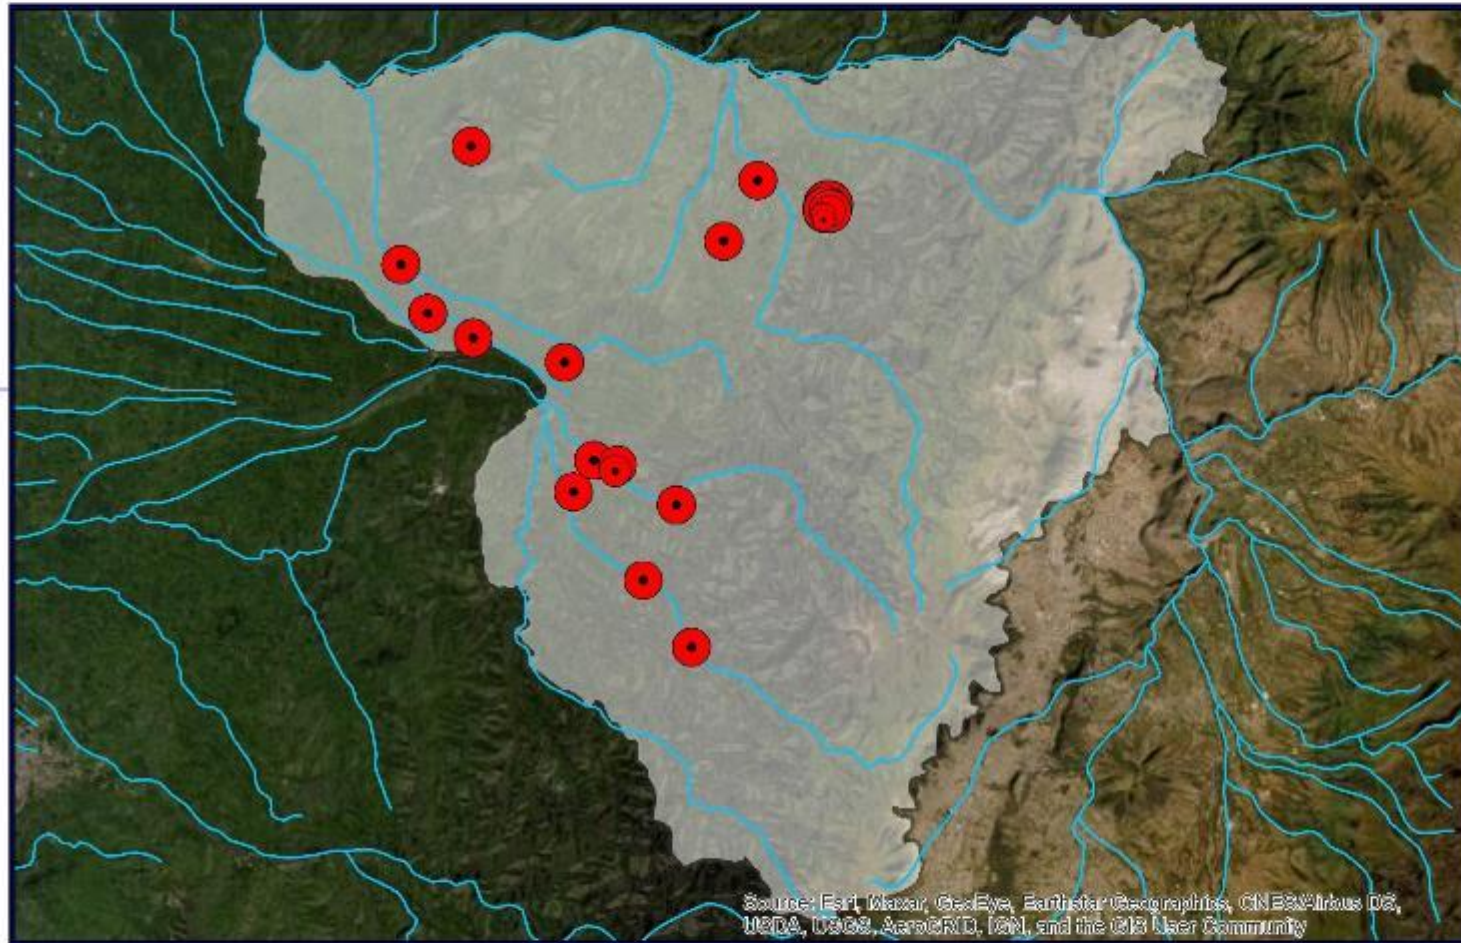 Source: Esri, Maxar, GeoEye, Earthstar Geographics, CNES/Airbus DS,
USDA, USGS, AeroGRID, IGN, and the GIS User Community